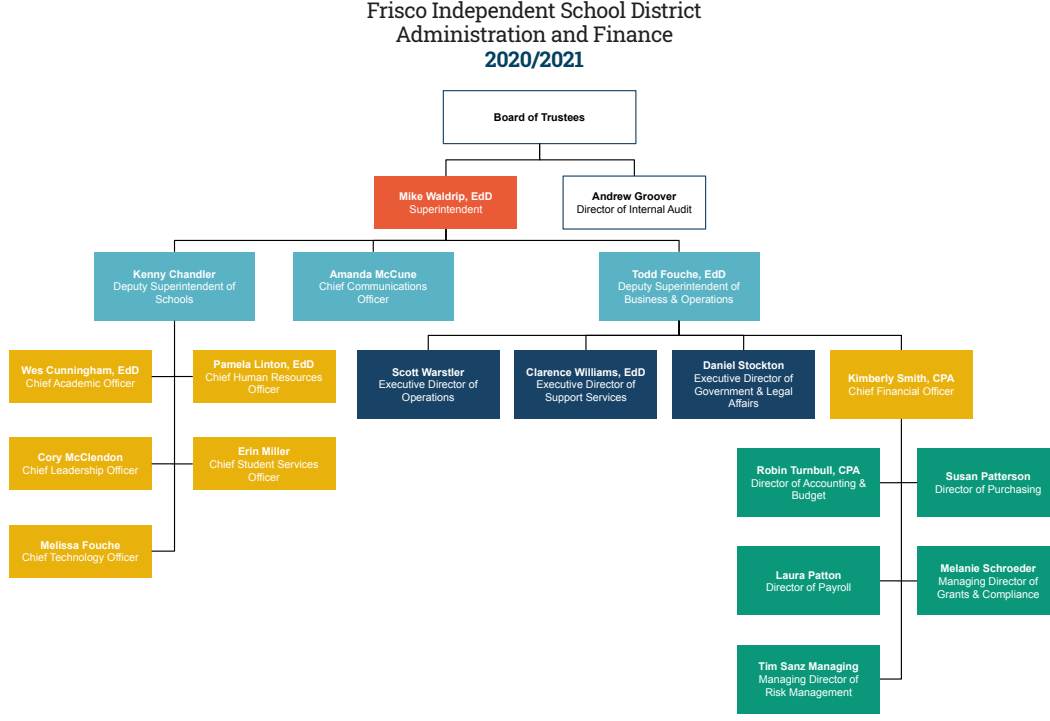 Frisco Independent School District
Administration and Finance
2020/2021
Board of Trustees
Mike Waldrip, EdD
Superintendent
Andrew Groover
Director of Internal Audit
Kenny Chandler
Deputy Superintendent of
Schools
Amanda McCune
Chief Communications
Officer
Todd Fouche, EdD
Deputy Superintendent of
Business & Operations
Wes Cunningham, EdD
Chief Academic Officer
Pamela Linton, EdD
Chief Human Resources
Officer
Scott Warstler
Executive Director of
Operations
Clarence Williams, EdD
Executive Director of
Support Services
Daniel Stockton
Executive Director of
Government & Legal
Affairs
Kimberly Smith, CPA
Chief Financial Officer
Cory McClendon
Chief Leadership Officer
Erin Miller
Chief Student Services
Officer
Robin Turnbull, CPA
Director of Accounting &
Budget
Susan Patterson
Director of Purchasing
Melissa Fouche
Chief Technology Officer
Laura Patton
Director of Payroll
Melanie Schroeder
Managing Director of
Grants & Compliance
Tim Sanz Managing
Managing Director of
Risk Management